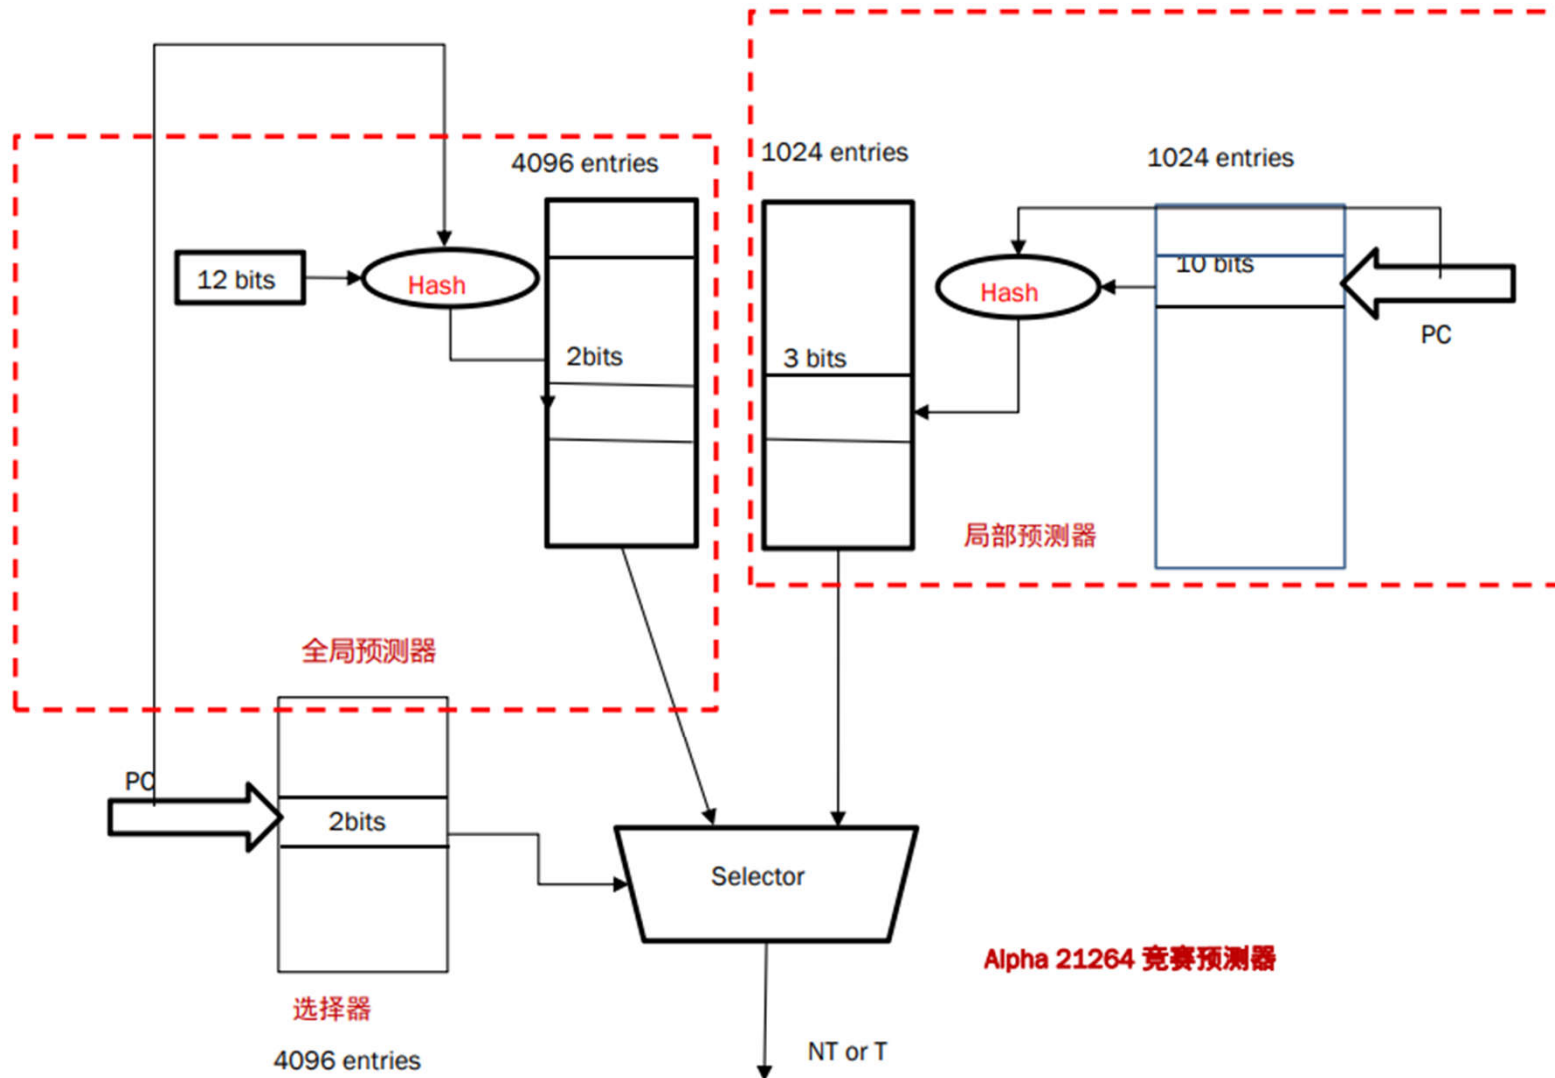 4096 entries
1024 entries
1024 entries
12 bits
Hash
2bits
3 bits
Hash
10 bits
PC
局部预测器
全局预测器
PC
2bits
Selector
Alpha 21264 竞赛预测器
选择器
4096 entries
NT or T